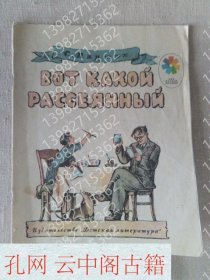 ВОТ КАКОЙ
РАССЕЯННЫЙ
Издательство "Детская литература"
13982715362
孔网 云中阁古籍